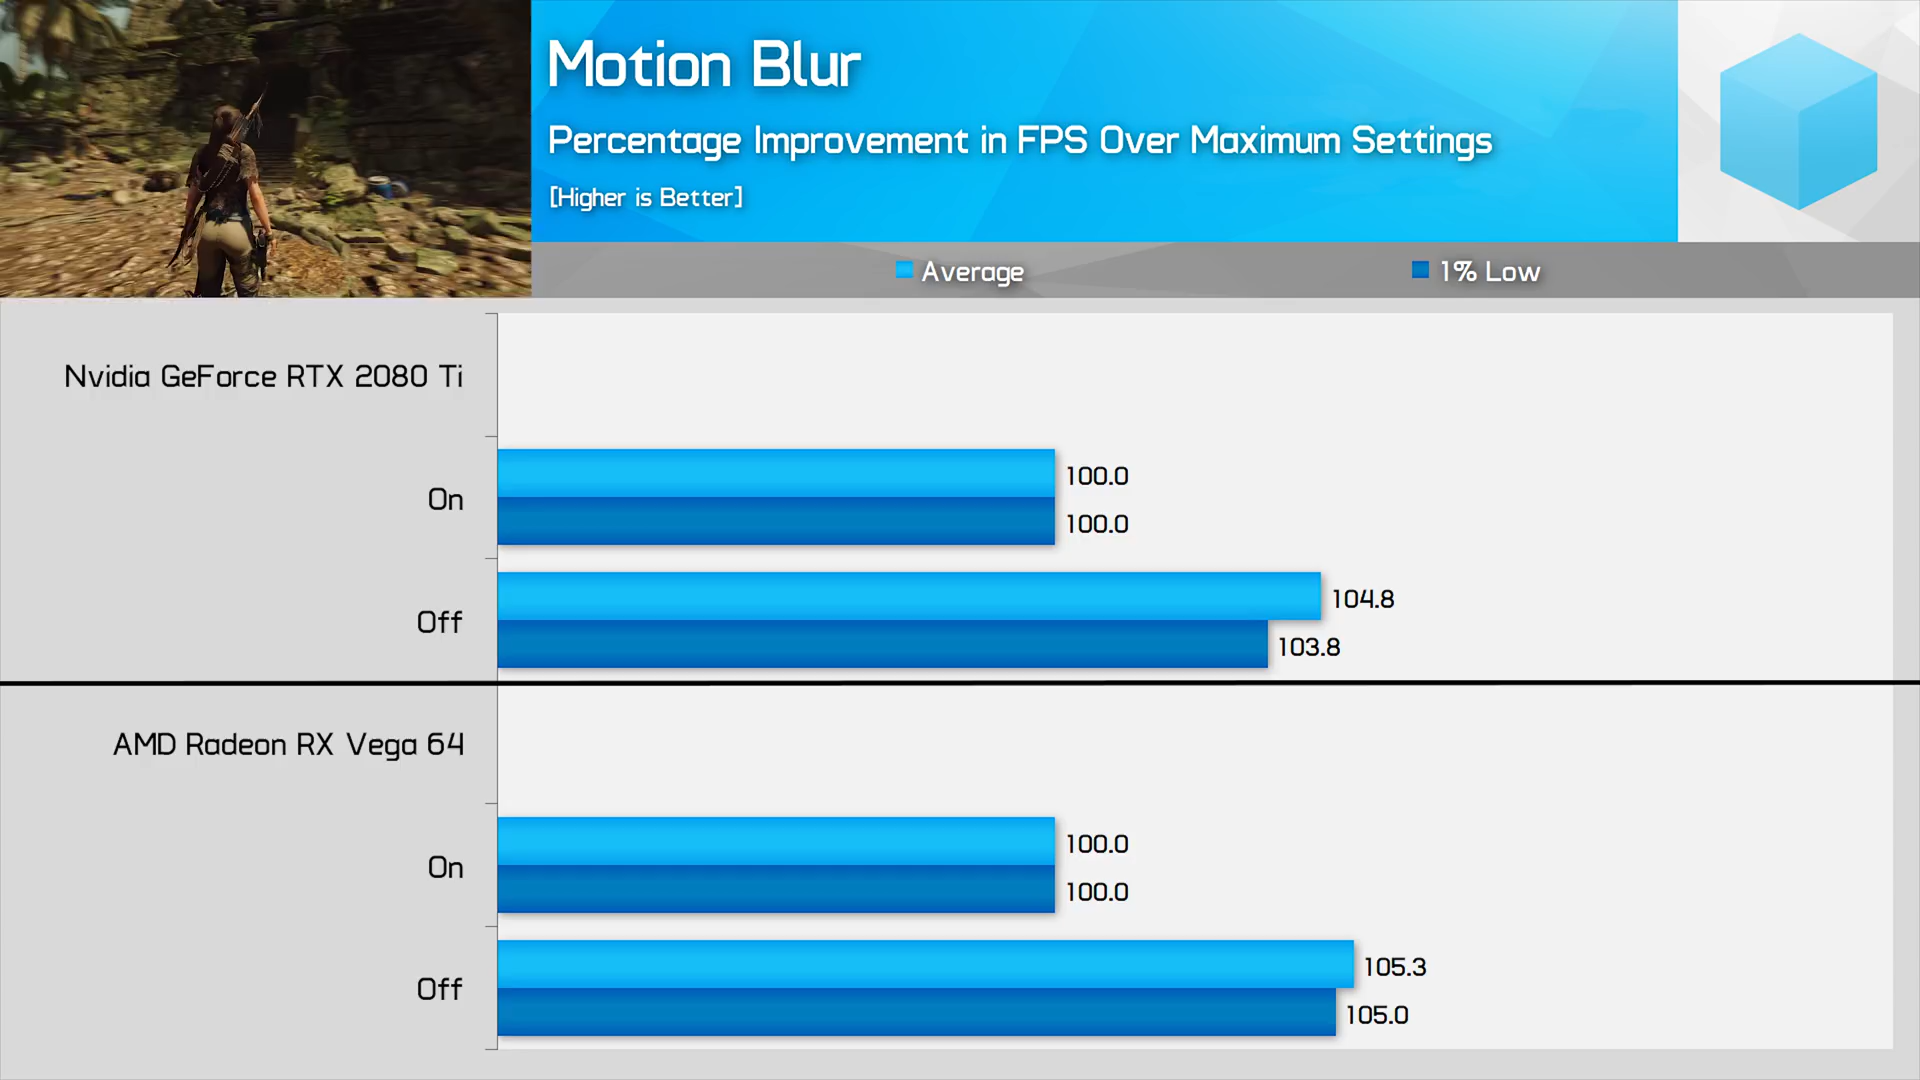 Motion Blur
Percentage Improvement in FPS Over Maximum Settings
[Higher is Better]
Average
1% Low
Nvidia GeForce RTX 2080 Ti
On
100.0
100.0
Off
104.8
103.8
AMD Radeon RX Vega 64
On
100.0
100.0
Off
105.3
105.0